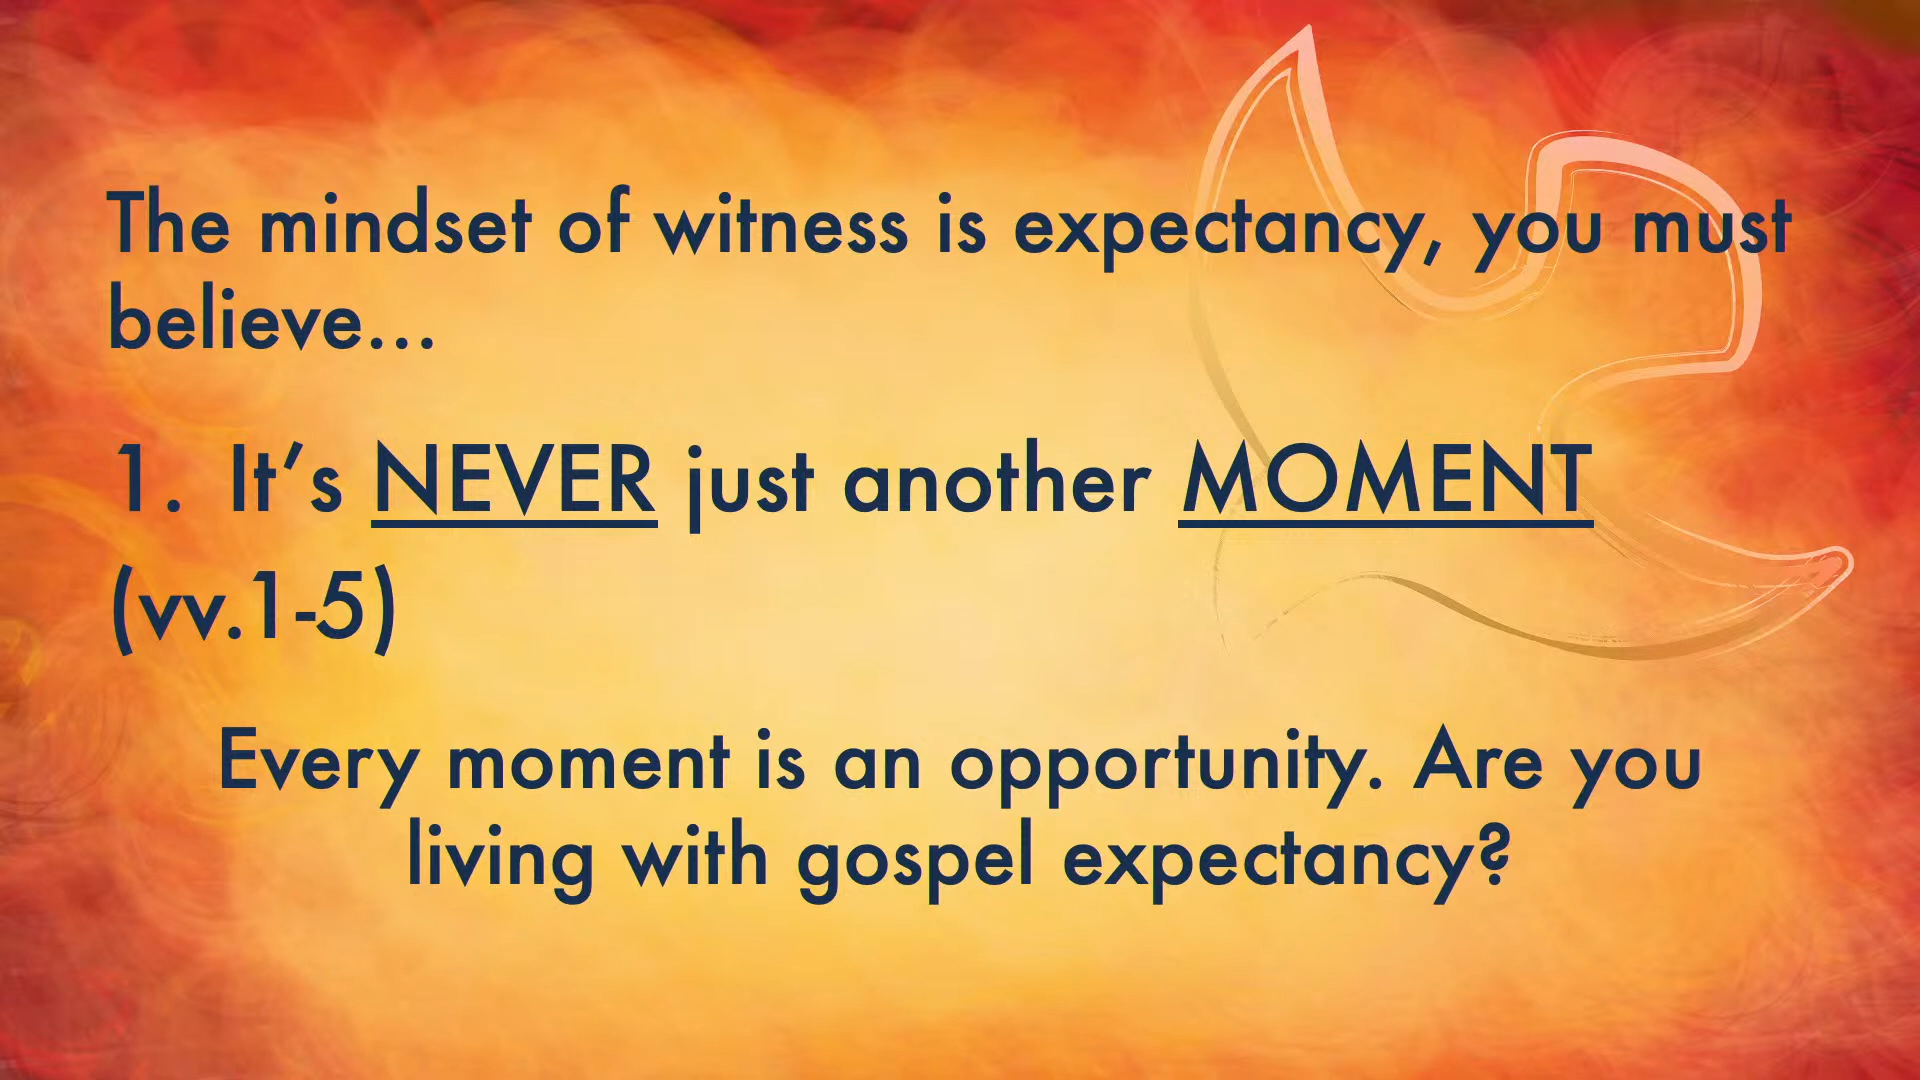 The mindset of witness is expectancy, you must
believe...
1. It’s NEVER just another MOMENT
(vv.1-5)
Every moment is an opportunity. Are you
living with gospel expectancy?